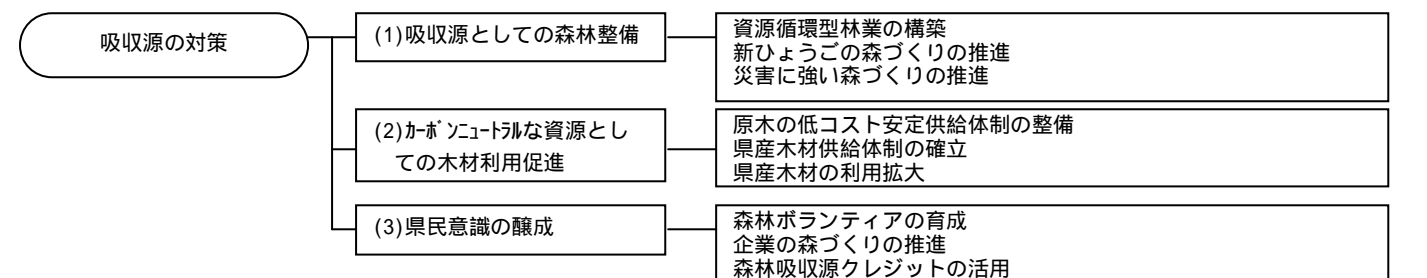 吸収源の対策
(1)吸収源としての森林整備
資源循環型林業の構築
新ひょうごの森づくりの推進
災害に強い森づくりの推進
(2)ｶｰﾎﾞﾝﾆｭｰﾄﾗﾙな資源とし
ての木材利用促進
原木の低コスト安定供給体制の整備
県産木材供給体制の確立
県産木材の利用拡大
(3)県民意識の醸成
森林ボランティアの育成
企業の森づくりの推進
森林吸収源クレジットの活用